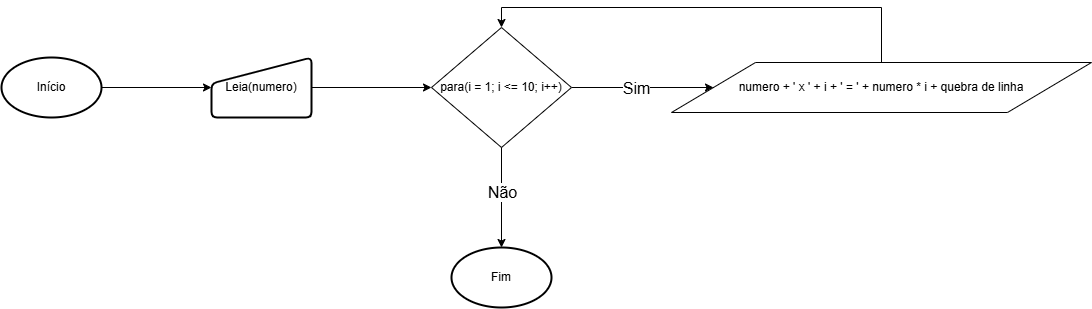 Início
Leia(numero)
para(i = 1; i <= 10; i++)
Sim
numero + ' x ' + i + ' = ' + numero * i + quebra de linha
Não
Fim